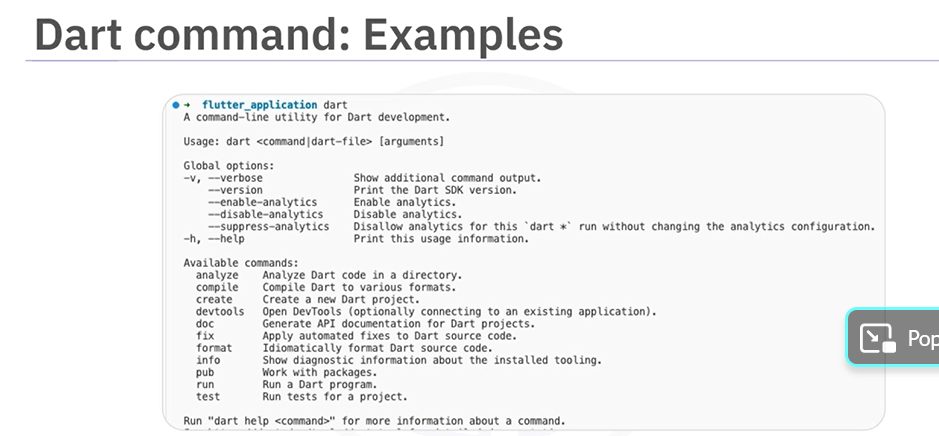 Dart command: Examples
flutter_application dart
A command-line utility for Dart development.
Usage: dart <command|dart-file> [arguments]
Global options:
-v, --verbose Show additional command output.
--version Print the Dart SDK version.
--enable-analytics Enable analytics.
--disable-analytics Disable analytics.
--suppress-analytics Disallow analytics for this `dart *` run without changing the analytics configuration.
-h, --help Print this usage information.
Available commands:
analyze Analyze Dart code in a directory.
compile Compile Dart to various formats.
create Create a new Dart project.
devtools Open DevTools (optionally connecting to an existing application).
doc Generate API documentation for Dart projects.
fix Apply automated fixes to Dart source code.
format Idiomatically format Dart source code.
info Show diagnostic information about the installed tooling.
pub Work with packages.
run Run a Dart program.
test Run tests for a project.
Run "dart help <command>" for more information about a command.
Pop